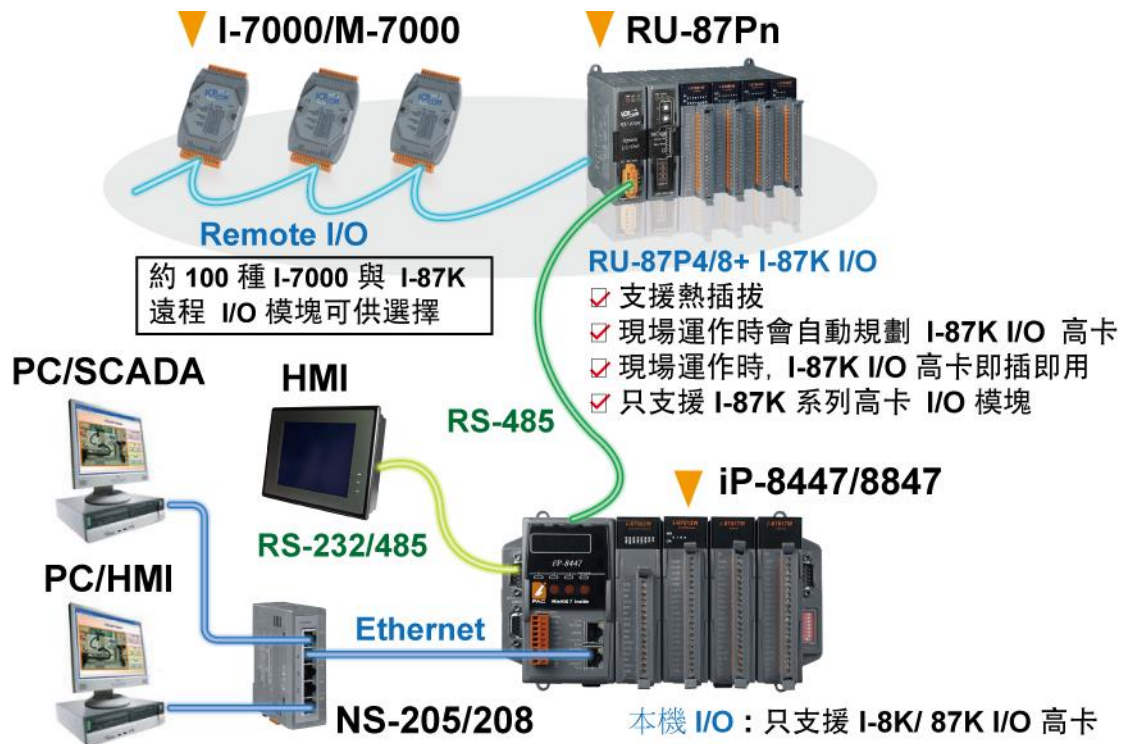 I-7000/M-7000
RU-87Pn
Remote I/O
約 100 種 I-7000 與 I-87K
遠程 I/O 模塊可供選擇
RU-87P4/8+ I-87K I/O
支援熱插拔
現場運作時會自動規劃 I-87K I/O 高卡
現場運作時, I-87K I/O 高卡即插即用
只支援 I-87K 系列高卡 I/O 模塊
PC/SCADA
HMI
RS-485
iP-8447/8847
RS-232/485
iP-8447
PC/HMI
Ethernet
NS-205/208
本機 I/O：只支援 I-8K/ 87K I/O 高卡